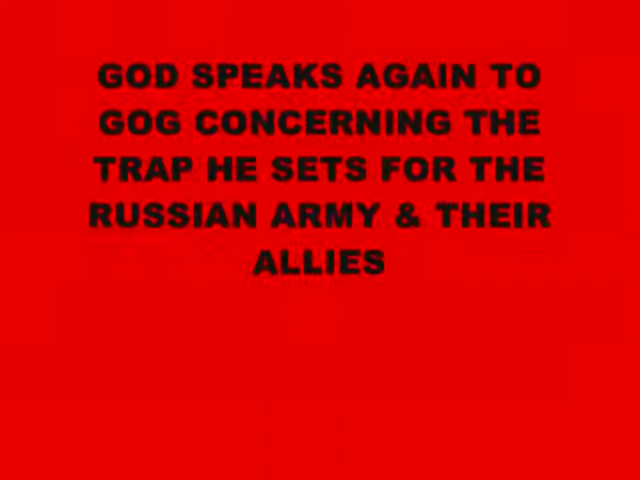 GOD SPEAKS AGAIN TO
GOG CONCERNING THE
TRAP HE SETS FOR THE
RUSSIAN ARMY & THEIR
ALLIES